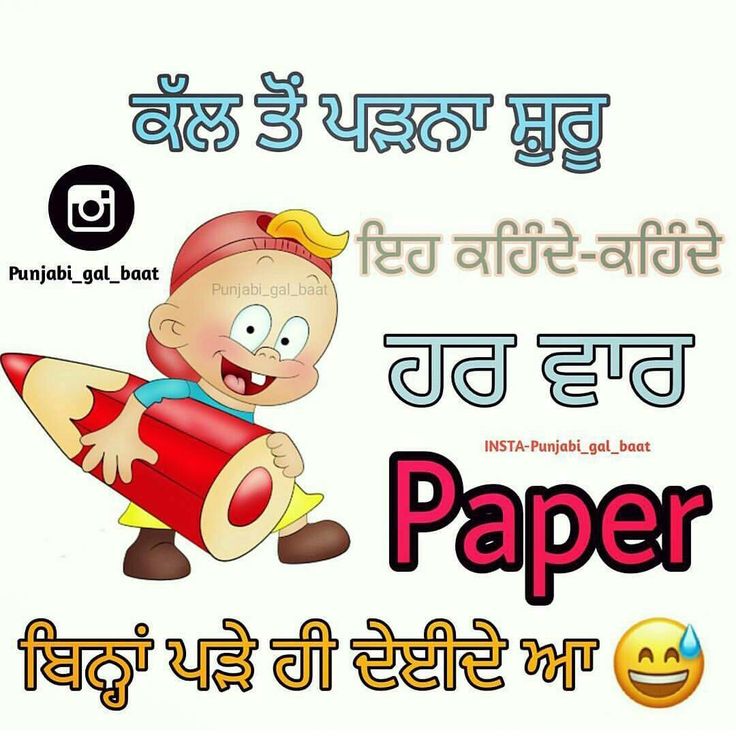 ਕੱਲ ਤੋਂ ਪੜਨਾ ਸ਼ੁਰੂ
Punjabi_gal_baat
ਇਹ ਕਹਿੰਦੇ-ਕਹਿੰਦੇ
Punjabi_gal_baat
ਹਰ ਵਾਰ
INSTA-Punjabi_gal_baat
Paper
ਬਿਨ੍ਹਾਂ ਪੜੇ ਹੀ ਦੇਈਦੇ ਆ 😅